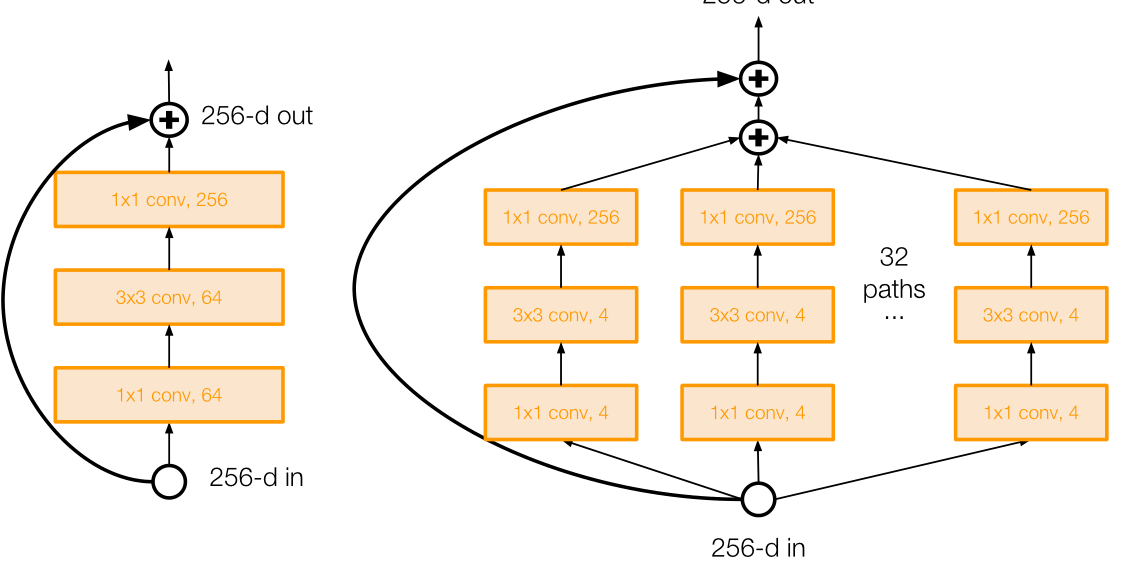 256-d out
1x1 conv, 256
3x3 conv, 64
1x1 conv, 64
256-d in
256-d out
1x1 conv, 256
1x1 conv, 256
1x1 conv, 256
32
paths
...
3x3 conv, 4
3x3 conv, 4
3x3 conv, 4
1x1 conv, 4
1x1 conv, 4
1x1 conv, 4
256-d in